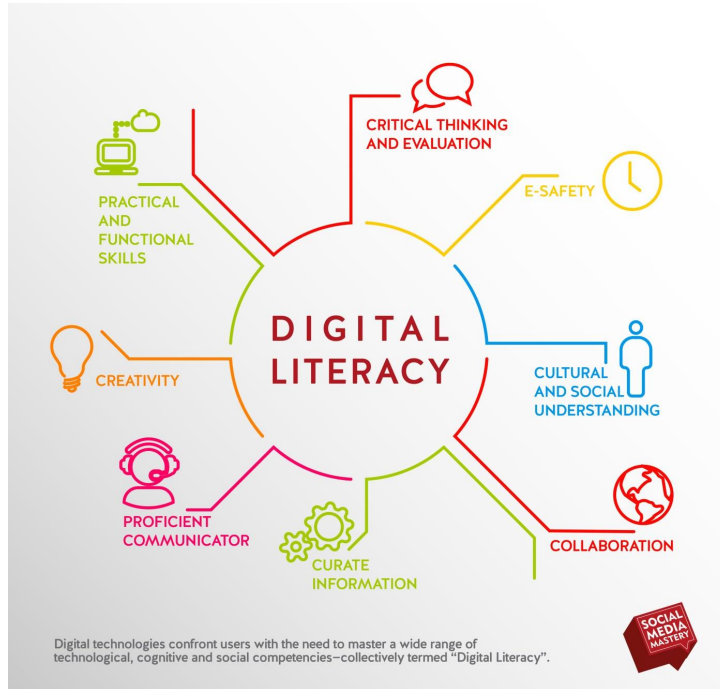 CRITICAL THINKING
AND EVALUATION
E-SAFETY
PRACTICAL
AND
FUNCTIONAL
SKILLS
DIGITAL
LITERACY
CREATIVITY
CULTURAL
AND SOCIAL
UNDERSTANDING
PROFICIENT
COMMUNICATOR
COLLABORATION
CURATE
INFORMATION
SOCIAL
MEDIA
MASTERY
Digital technologies confront users with the need to master a wide range of
technological, cognitive and social competencies—collectively termed “Digital Literacy”.